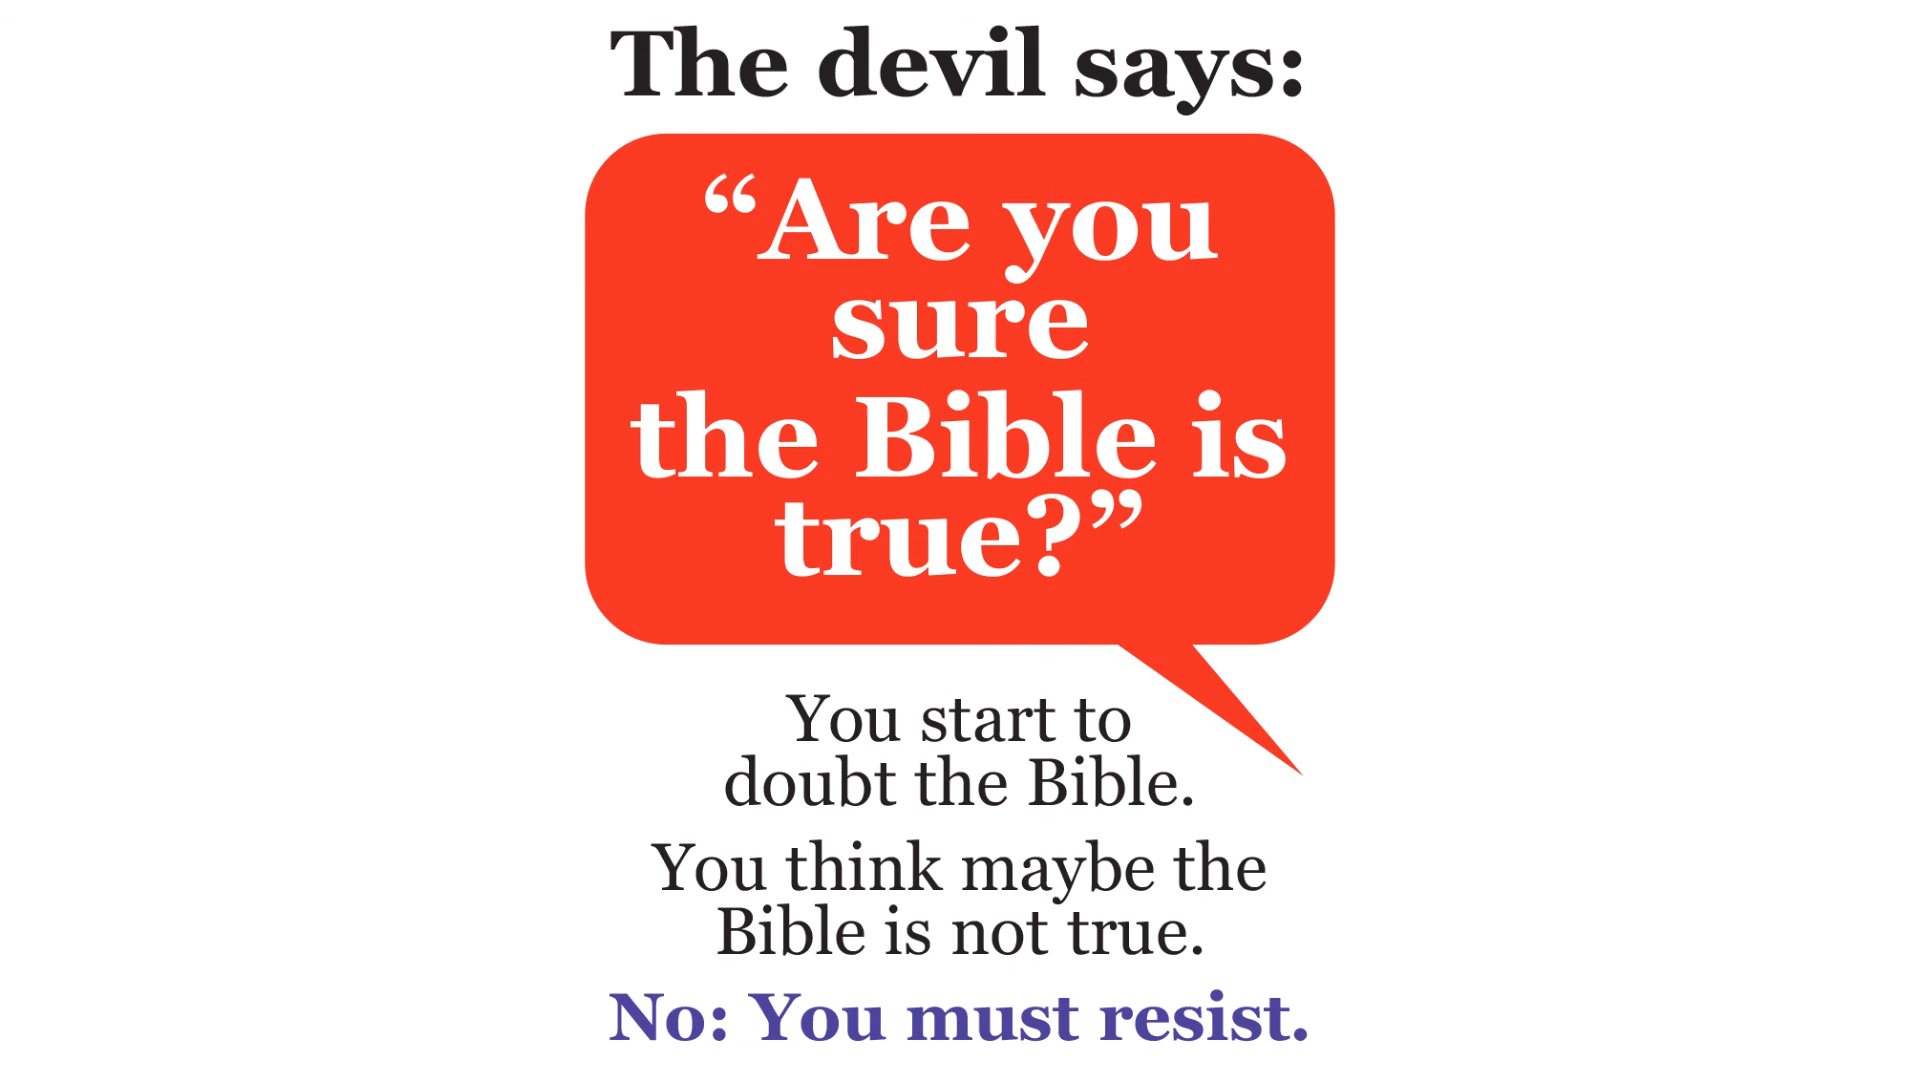 The devil says:
“Are you
sure
the Bible is
true?”
You start to
doubt the Bible.
You think maybe the
Bible is not true.
No: You must resist.